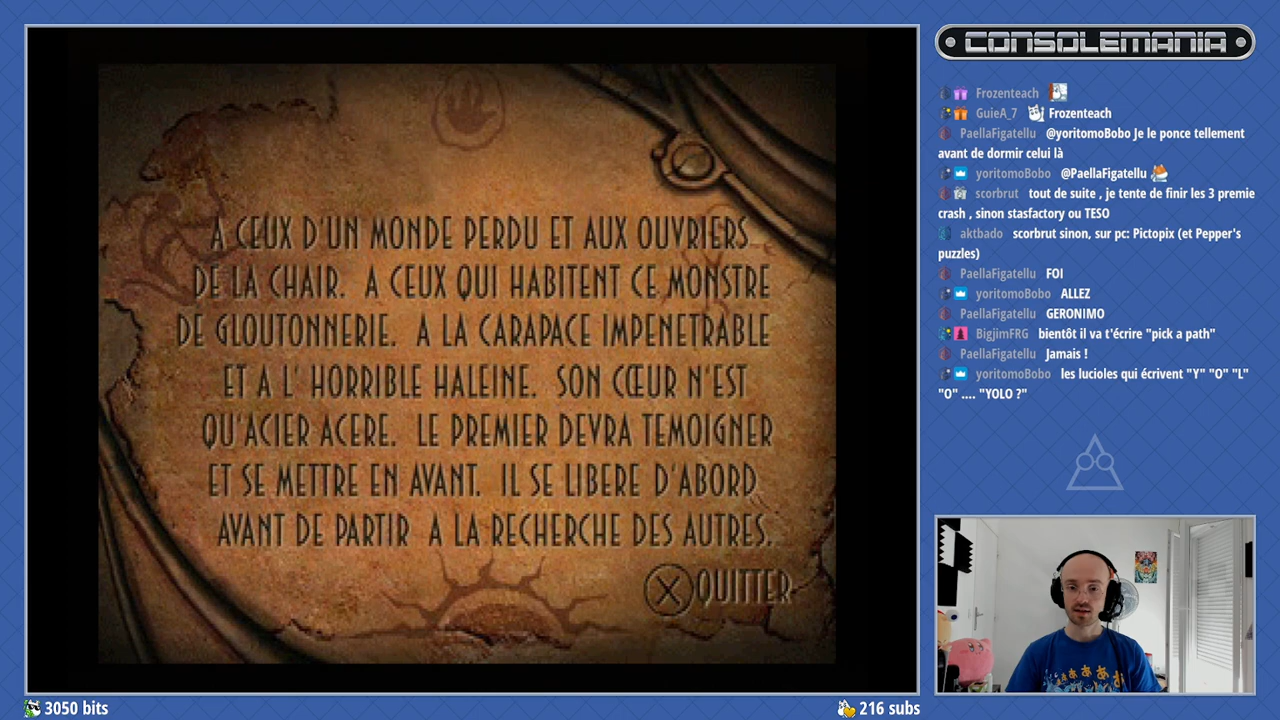 A CEUX D'UN MONDE PERDU ET AUX OUVRIERS
DE LA CHAIR. A CEUX QUI HABITENT CE MONSTRE
DE GLOUTONNERIE. A LA CARAPACE IMPENETRABLE
ET A L' HORRIBLE HALEINE. SON CŒUR N'EST
QU'ACIER ACERE. LE PREMIER DEVRA TEMOIGNER
ET SE METTRE EN AVANT. IL SE LIBERE D'ABORD
AVANT DE PARTIR A LA RECHERCHE DES AUTRES.
X QUITTER
CONSOLEMANIA
Frozenteach
GuieA_7 Frozenteach
PaellaFigatellu @yoritomoBobo Je le ponce tellement
avant de dormir celui là
yoritomoBobo @PaellaFigatellu
scorbrut tout de suite , je tente de finir les 3 premie
crash , sinon stasfactory ou TESO
aktbado scorbrut sinon, sur pc: Pictopix (et Pepper's
puzzles)
PaellaFigatellu FOI
yoritomoBobo ALLEZ
PaellaFigatellu GERONIMO
BigjimFRG bientôt il va t'écrire "pick a path"
PaellaFigatellu Jamais !
yoritomoBobo les lucioles qui écrivent "Y" "O" "L"
"O" .... "YOLO ?"
3050 bits
216 subs